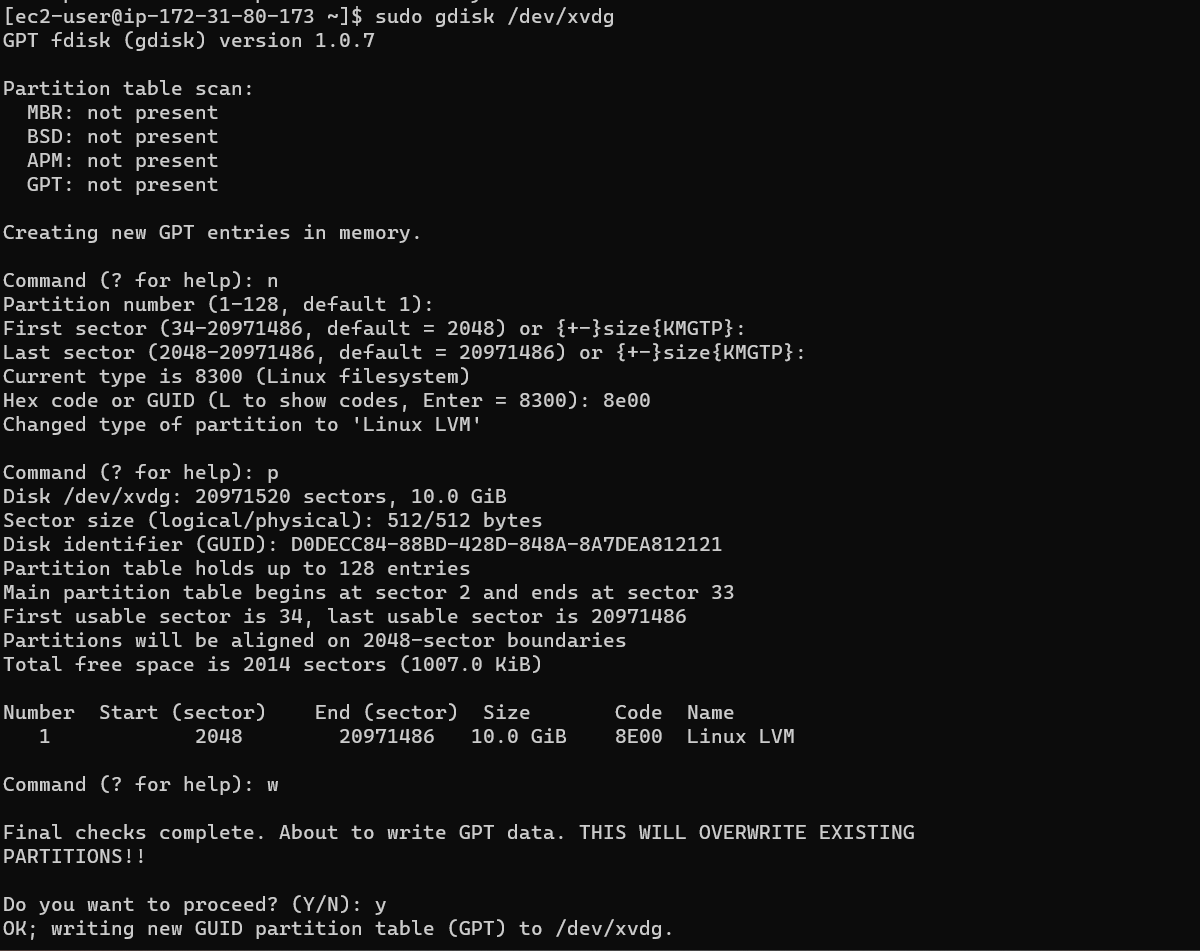 [ec2-user@ip-172-31-80-173 ~]$ sudo gdisk /dev/xvdg
GPT fdisk (gdisk) version 1.0.7

Partition table scan:
  MBR: not present
  BSD: not present
  APM: not present
  GPT: not present

Creating new GPT entries in memory.

Command (? for help): n
Partition number (1-128, default 1):
First sector (34-20971486, default = 2048) or {+-}size{KMGTP}:
Last sector (2048-20971486, default = 20971486) or {+-}size{KMGTP}:
Current type is 8300 (Linux filesystem)
Hex code or GUID (L to show codes, Enter = 8300): 8e00
Changed type of partition to 'Linux LVM'

Command (? for help): p
Disk /dev/xvdg: 20971520 sectors, 10.0 GiB
Sector size (logical/physical): 512/512 bytes
Disk identifier (GUID): D0DECC84-88BD-428D-848A-8A7DEA812121
Partition table holds up to 128 entries
Main partition table begins at sector 2 and ends at sector 33
First usable sector is 34, last usable sector is 20971486
Partitions will be aligned on 2048-sector boundaries
Total free space is 2014 sectors (1007.0 KiB)

Number  Start (sector)    End (sector)  Size       Code  Name
   1            2048        20971486   10.0 GiB    8E00  Linux LVM

Command (? for help): w

Final checks complete. About to write GPT data. THIS WILL OVERWRITE EXISTING
PARTITIONS!!

Do you want to proceed? (Y/N): y
OK; writing new GUID partition table (GPT) to /dev/xvdg.